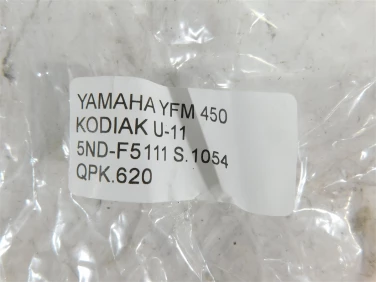 YAMAHA YFM 450
KODIAK U-11
5ND-F5111 S.1054
QPK.620